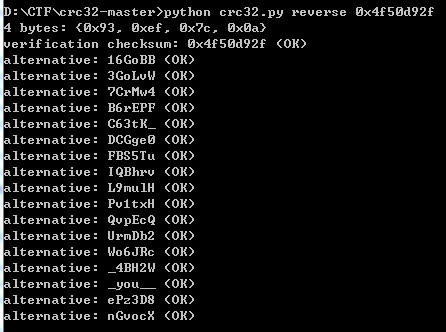 D:\CTF\crc32-master>python crc32.py reverse 0x4f50d92f
4 bytes: {0x93, 0xef, 0x7c, 0x0a}
verification checksum: 0x4f50d92f (OK)
alternative: 16GoBB (OK)
alternative: 3GoLvW (OK)
alternative: 7CrMw4 (OK)
alternative: B6rEPF (OK)
alternative: C63tK_ (OK)
alternative: DCGge0 (OK)
alternative: FBS5Tu (OK)
alternative: IQBhrv (OK)
alternative: L9mulH (OK)
alternative: Pv1txH (OK)
alternative: QvpEcQ (OK)
alternative: UrmDb2 (OK)
alternative: Wo6JRc (OK)
alternative: _4BH2W (OK)
alternative: _you__ (OK)
alternative: ePz3D8 (OK)
alternative: nGvocX (OK)